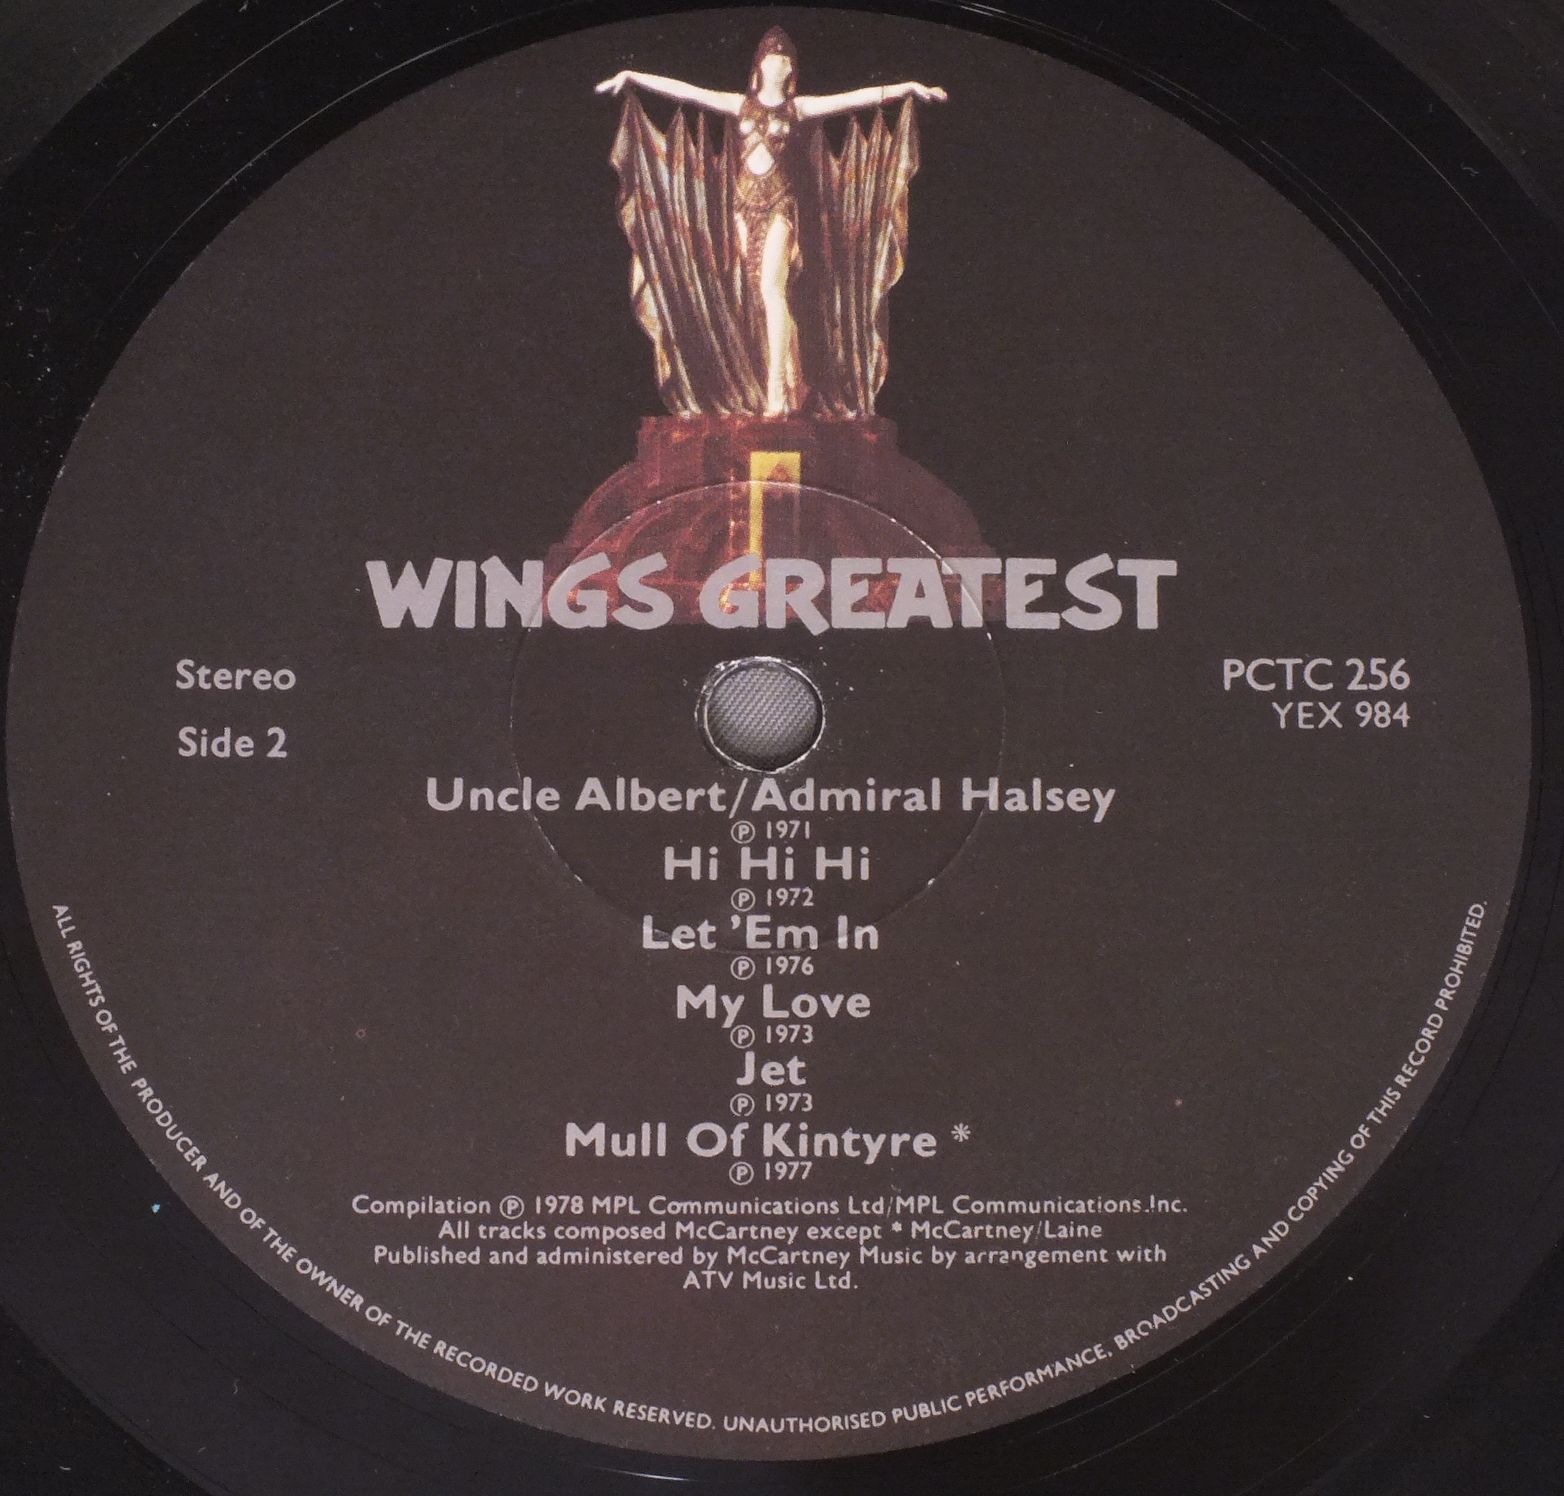 WINGS GREATEST
Stereo
PCTC 256
YEX 984
Side 2
Uncle Albert/Admiral Halsey
℗ 1971
Hi Hi Hi
℗ 1972
Let 'Em In
℗ 1976
My Love
℗ 1973
Jet
℗ 1973
Mull Of Kintyre *
℗ 1977
Compilation ℗ 1978 MPL Communications Ltd/MPL Communications.Inc.
All tracks composed McCartney except * McCartney/Laine
Published and administered by McCartney Music by arrangement with
ATV Music Ltd.
ALL RIGHTS OF THE PRODUCER AND OF THE OWNER OF THE RECORDED WORK RESERVED. UNAUTHORISED PUBLIC PERFORMANCE, BROADCASTING AND COPYING OF THIS RECORD PROHIBITED.